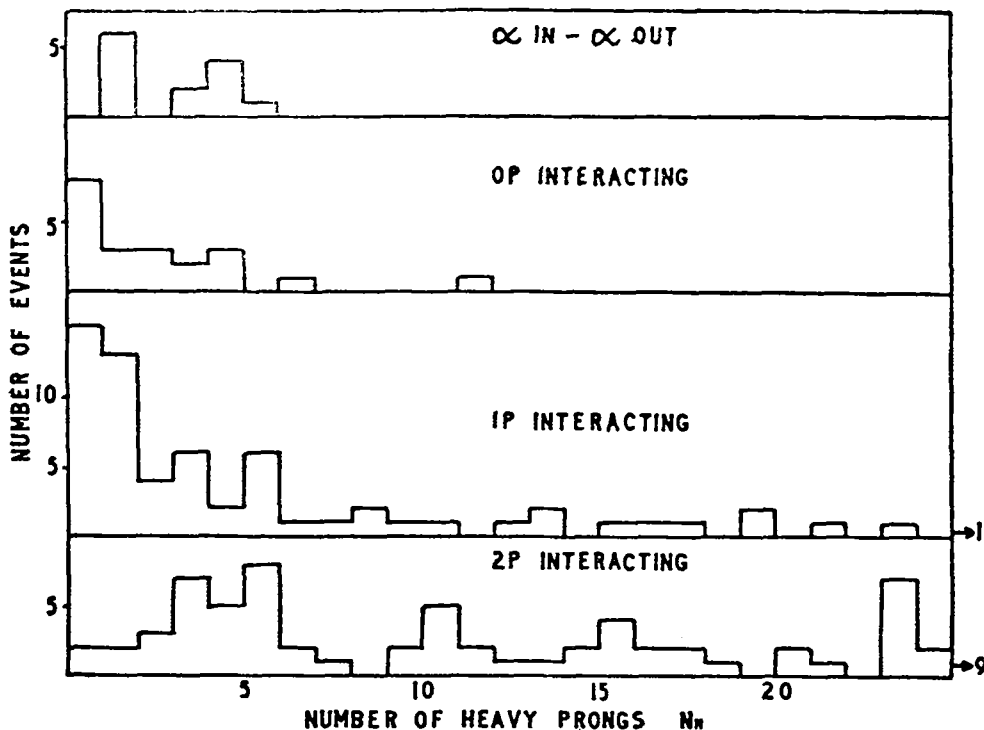 ∝ IN - ∝ OUT
5
0P INTERACTING
5
NUMBER OF EVENTS
10
1P INTERACTING
5
→1
2P INTERACTING
5
→9
5 10 15 20
NUMBER OF HEAVY PRONGS Nн